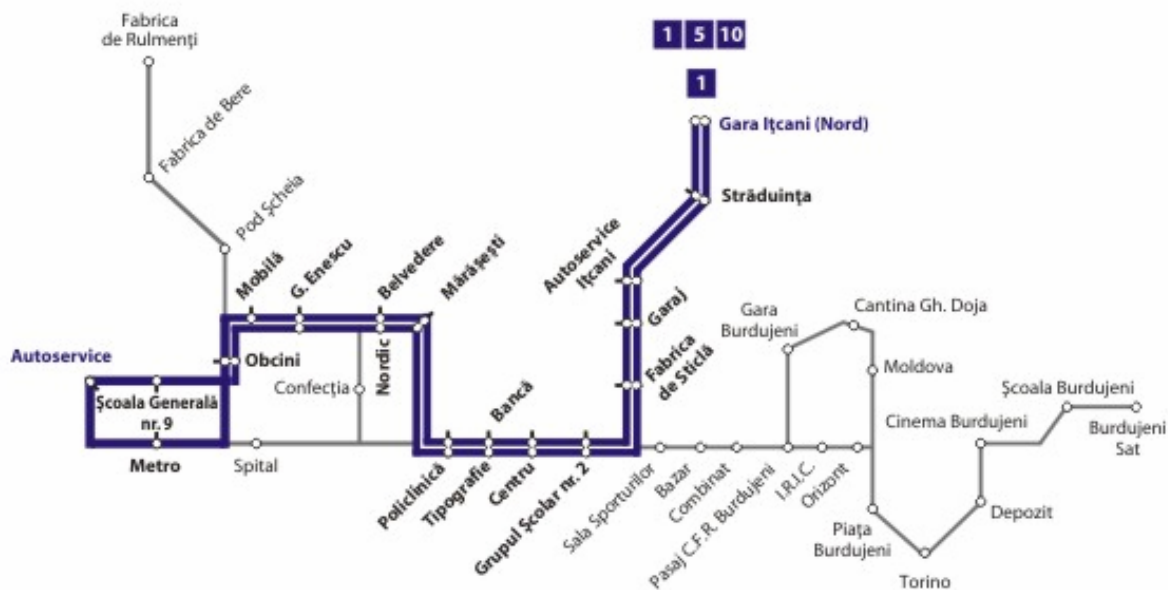 Fabrica
de Rulmenți
1 5 10
1
Gara Iţcani (Nord)
Fabrica de Bere
Străduinţa
Pod Şcheia
Autoservice
Iţcani
Mobilă
G. Enescu
Belvedere
Mărăşeşti
Garaj
Cantina Gh. Doja
Gara
Burdujeni
Autoservice
Obcini
Nordic
Fabrica
de Sticlă
Moldova
Şcoala Generală
nr. 9
Confecţia
Bancă
Şcoala Burdujeni
Cinema Burdujeni
Burdujeni
Sat
Metro
Spital
Policlinică
Tipografie
Centru
Grupul Şcolar nr. 2
Sala Sporturilor
Bazar
Combinat
Pasaj C.F.R. Burdujeni
I.R.I.C.
Orizont
Piaţa
Burdujeni
Depozit
Torino